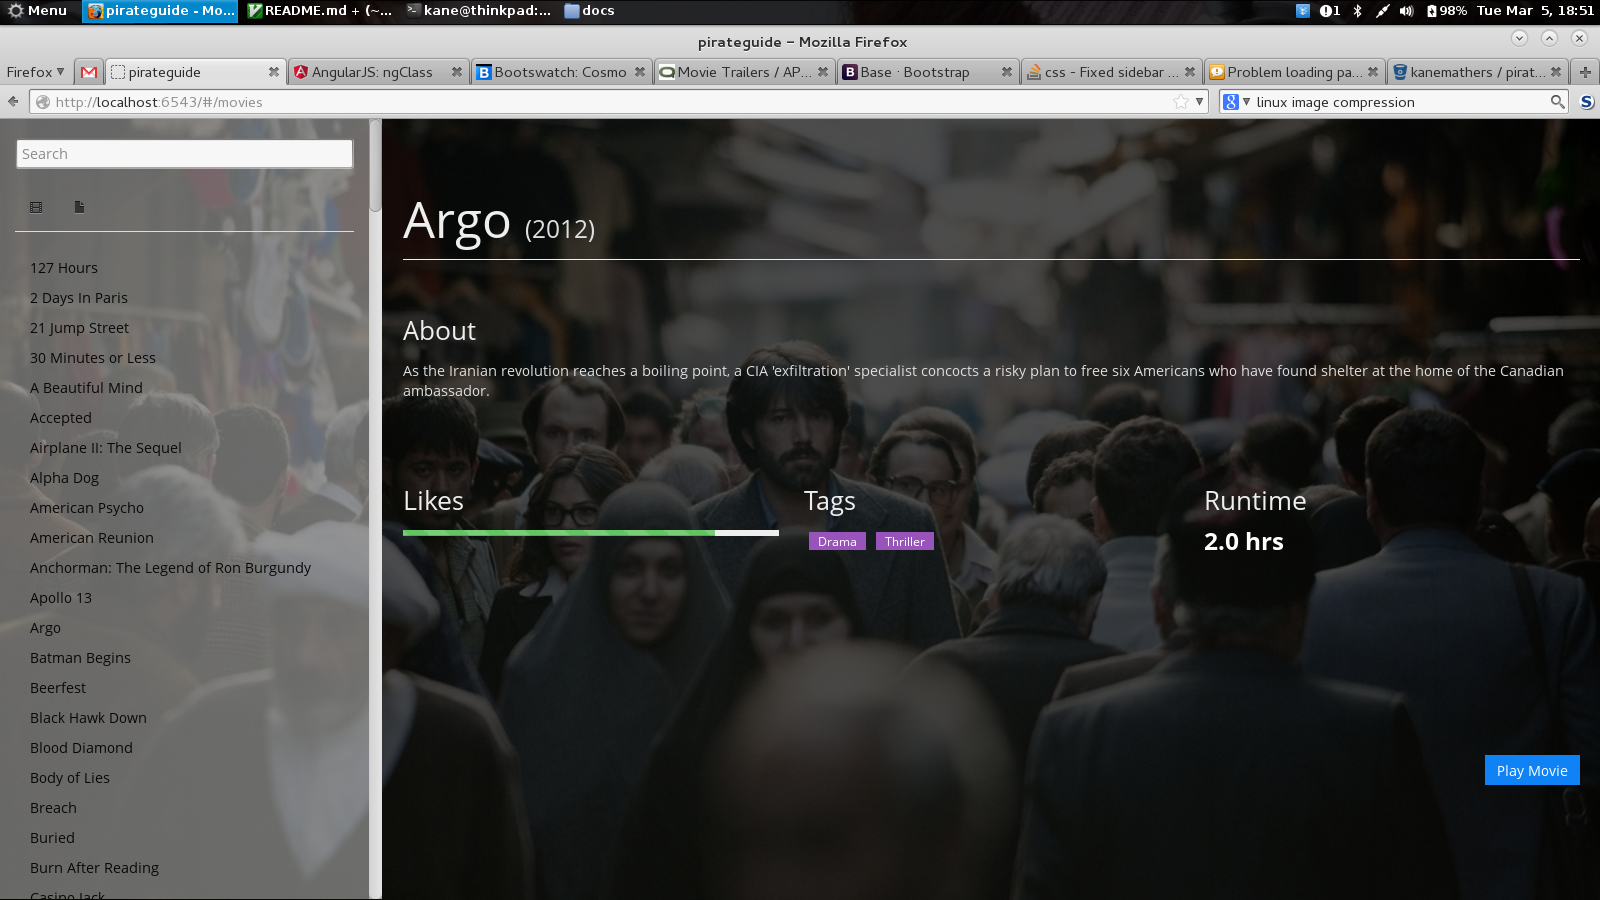 Menu pirateguide - Mo... README.md + (~... kane@thinkpad:... docs 1 98% Tue Mar 5, 18:51
pirateguide - Mozilla Firefox
Firefox pirateguide AngularJS: ngClass Bootswatch: Cosmo Movie Trailers / AP... Base · Bootstrap css - Fixed sidebar ... Problem loading pa... kanemathers / pirat...
http://localhost:6543/#/movies linux image compression
Search
Argo (2012)
127 Hours
2 Days In Paris
21 Jump Street
30 Minutes or Less
A Beautiful Mind
Accepted
Airplane II: The Sequel
Alpha Dog
American Psycho
American Reunion
Anchorman: The Legend of Ron Burgundy
Apollo 13
Argo
Batman Begins
Beerfest
Black Hawk Down
Blood Diamond
Body of Lies
Breach
Buried
Burn After Reading
Casino Jack
About
As the Iranian revolution reaches a boiling point, a CIA 'exfiltration' specialist concocts a risky plan to free six Americans who have found shelter at the home of the Canadian
ambassador.
Likes
Tags
Drama Thriller
Runtime
2.0 hrs
Play Movie